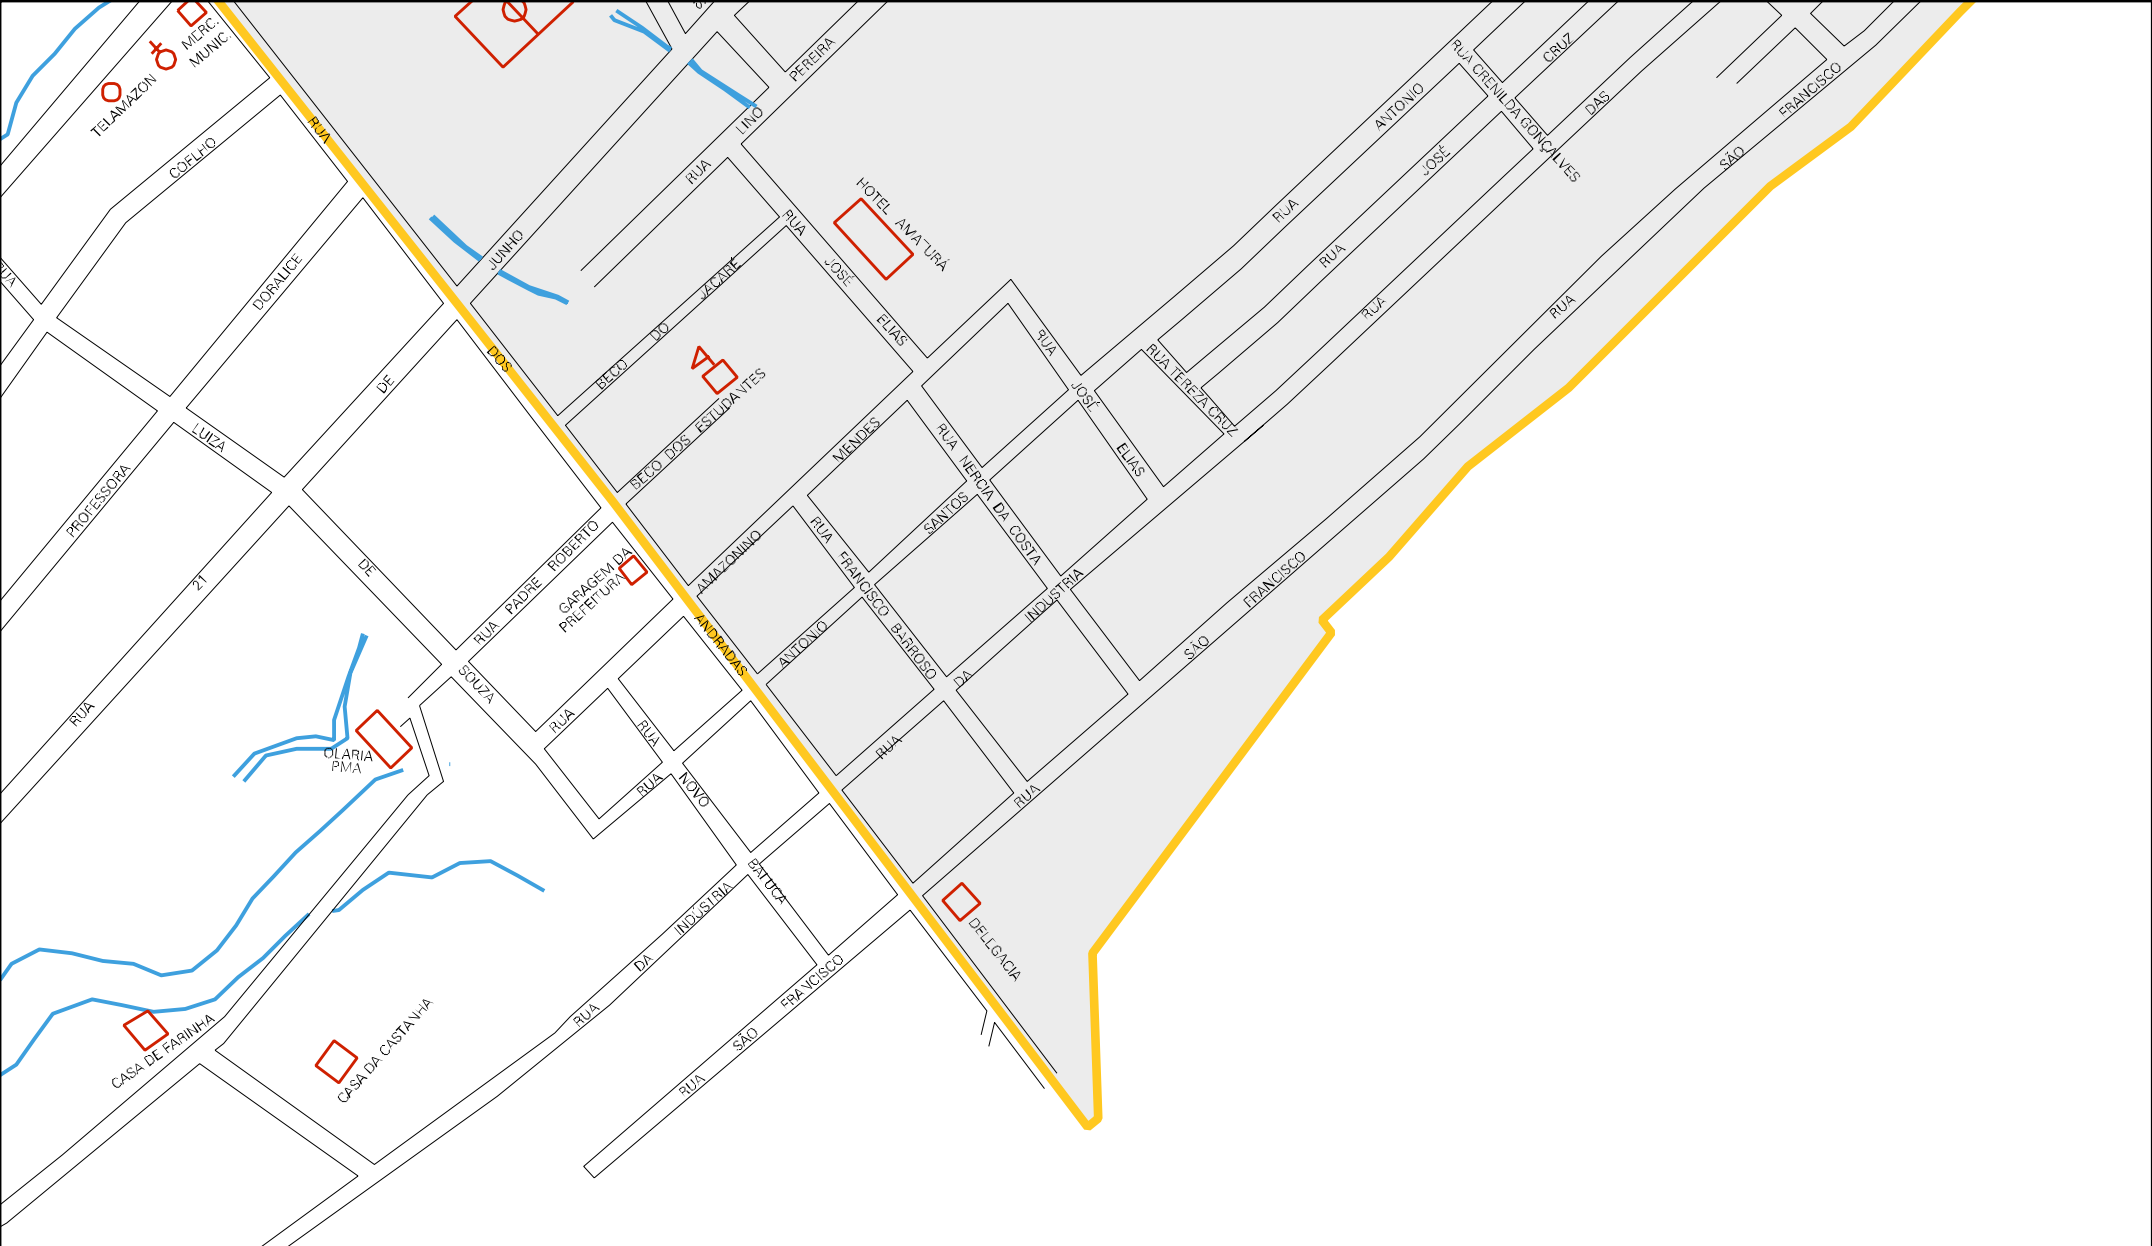 MERC.
MUNIC.
TELAMAZON
COELHO
RUA
PEREIRA
LINO
RUA
JUNHO
HOTEL AMATURÁ
RUA JOSÉ ELIAS
BECO DO JACARÉ
BECO DOS ESTUDANTES
RUA DOS ANDRADAS
DORALICE
PROFESSORA
RUA
LUIZA
DE
SOUZA
RUA 21 DE
RUA PADRE ROBERTO
GARAGEM DA
PREFEITURA
RUA
AMAZONINO
MENDES
RUA CRENILDA GONÇALVES
RUA ANTONIO
RUA JOSÉ CRUZ
RUA DAS
RUA SÃO FRANCISCO
RUA TEREZA CRUZ
RUA JOSÉ ELIAS
RUA NERCIA DA COSTA
RUA FRANCISCO BARROSO
ANTONIO
SANTOS
RUA
DA
INDUSTRIA
RUA
SÃO
FRANCISCO
OLARIA
PMA
RUA NOVO BATUCA
RUA
RUA DA INDÚSTRIA
RUA SÃO FRANCISCO
DELEGACIA
CASA DE FARINHA
CASA DA CASTANHA